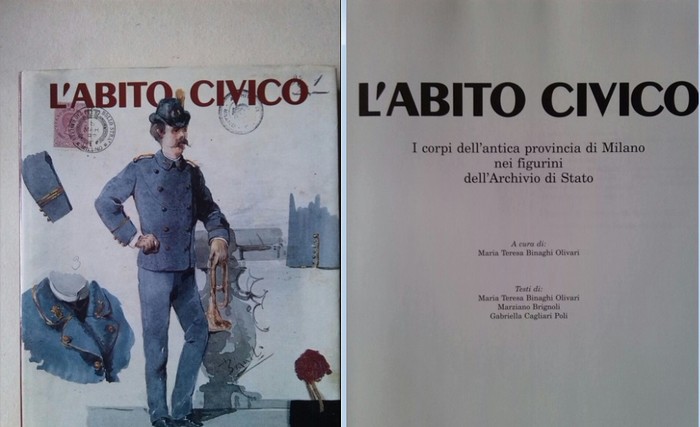 L'ABITO CIVICO
L'ABITO CIVICO
I corpi dell'antica provincia di Milano
nei figurini
dell'Archivio di Stato
A cura di:
Maria Teresa Binaghi Olivari
Testi di:
Maria Teresa Binaghi Olivari
Marziano Brignoli
Gabriella Cagliari Poli